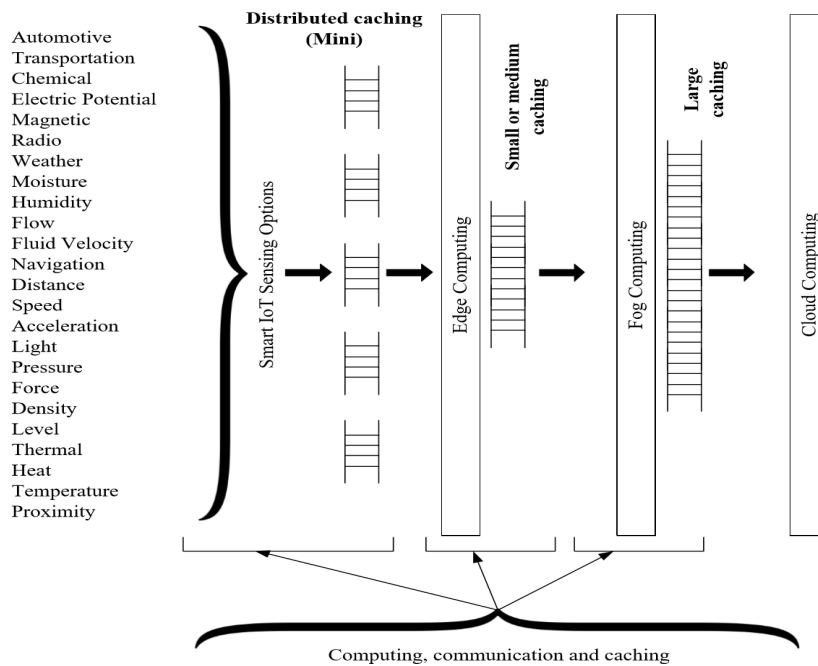 Automotive
Transportation
Chemical
Electric Potential
Magnetic
Radio
Weather
Moisture
Humidity
Flow
Fluid Velocity
Navigation
Distance
Speed
Acceleration
Light
Pressure
Force
Density
Level
Thermal
Heat
Temperature
Proximity
Smart IoT Sensing Options
Distributed caching
(Mini)
Edge Computing
Small or medium
caching
Fog Computing
Large
caching
Cloud Computing
Computing, communication and caching